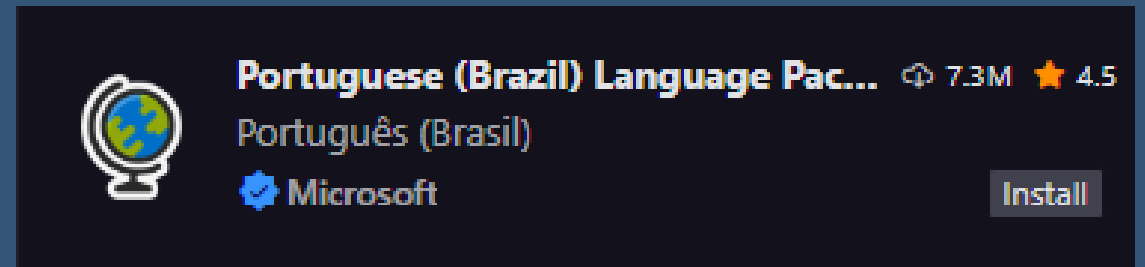 Portuguese (Brazil) Language Pac... 7.3M 4.5
Português (Brasil)
Microsoft
Install